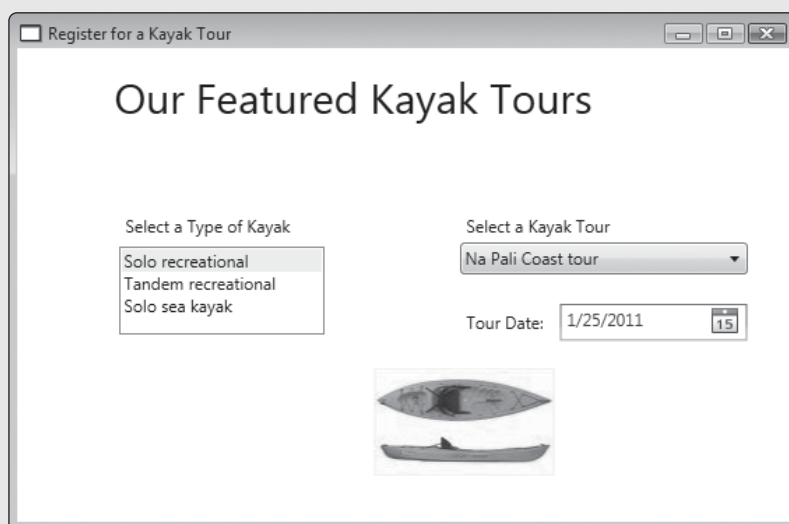 Register for a Kayak Tour
Our Featured Kayak Tours
Select a Type of Kayak
Solo recreational
Tandem recreational
Solo sea kayak
Select a Kayak Tour
Na Pali Coast tour
Tour Date: 1/25/2011 15